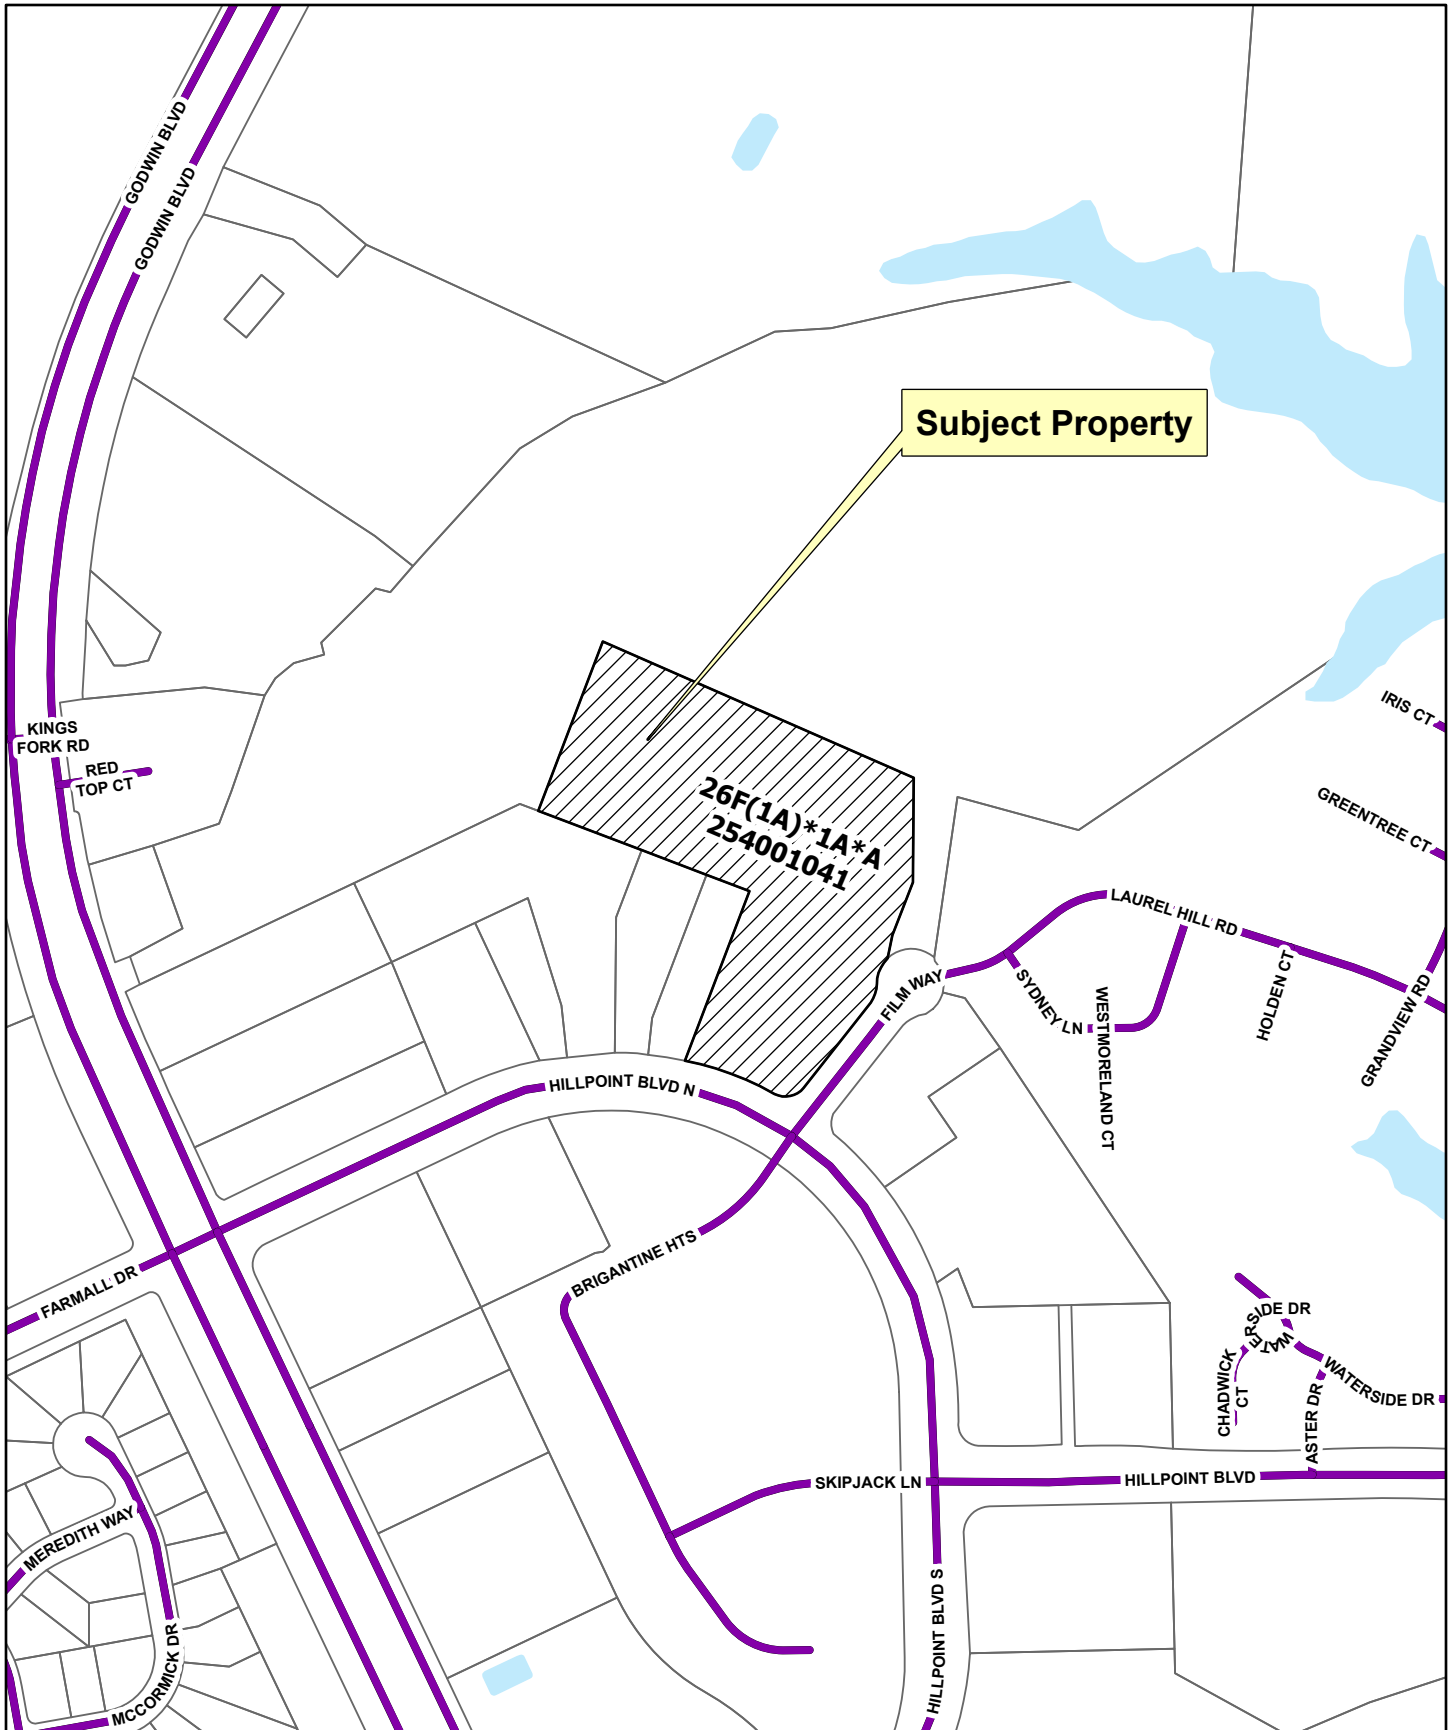 GODWIN BLVD
GODWIN BLVD
Subject Property
IRIS CT
KINGS
FORK RD
RED
TOP CT
26F(1A)*1A*A
254001041
GREENTREE CT
LAUREL HILL RD
FILM WAY
SYDNEY LN
WESTMORELAND CT
HOLDEN CT
GRANDVIEW RD
HILLPOINT BLVD N
BRIGANTINE HTS
FARMALL DR
WATERSIDE DR
CHADWICK
CT
WATERSIDE DR
ASTER DR
SKIPJACK LN
HILLPOINT BLVD
MEREDITH WAY
HILLPOINT BLVD S
MCCORMICK DR